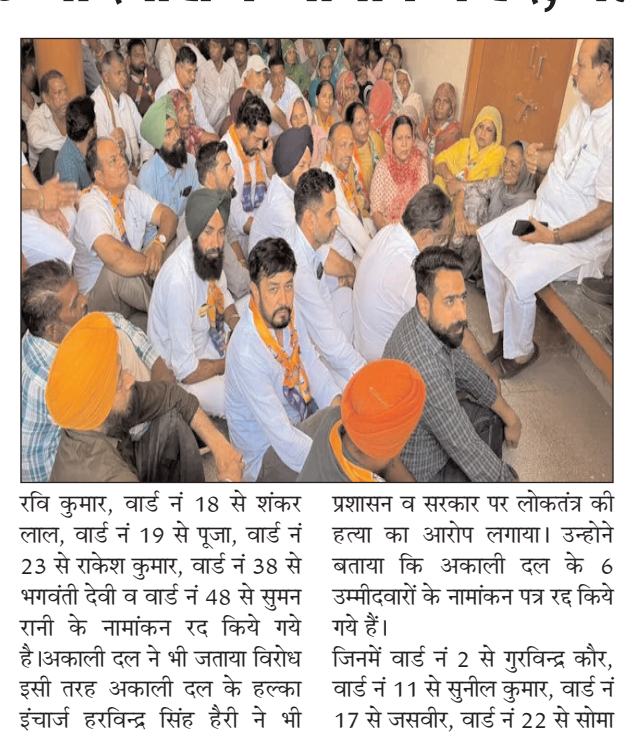 रवि कुमार, वार्ड नं 18 से शंकर
लाल, वार्ड नं 19 से पूजा, वार्ड नं
23 से राकेश कुमार, वार्ड नं 38 से
भगवंती देवी व वार्ड नं 48 से सुमन
रानी के नामांकन रद किये गये
है।अकाली दल ने भी जताया विरोध
इसी तरह अकाली दल के हल्का
इंचार्ज हरविन्द्र सिंह हैरी ने भी
प्रशासन व सरकार पर लोकतंत्र की
हत्या का आरोप लगाया। उन्होने
बताया कि अकाली दल के 6
उम्मीदवारों के नामांकन पत्र रद्द किये
गये हैं।
जिनमें वार्ड नं 2 से गुरविन्द्र कौर,
वार्ड नं 11 से सुनील कुमार, वार्ड नं
17 से जसवीर, वार्ड नं 22 से सोमा